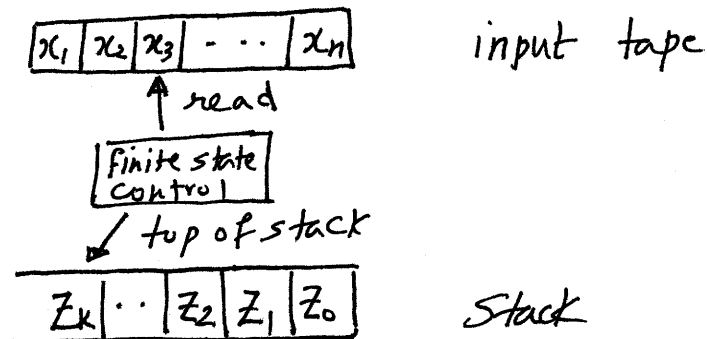 x₁ x₂ x₃ - · · · xₙ input tape
read
finite state
control
top of stack
Zₖ · · Z₂ Z₁ Z₀ Stack